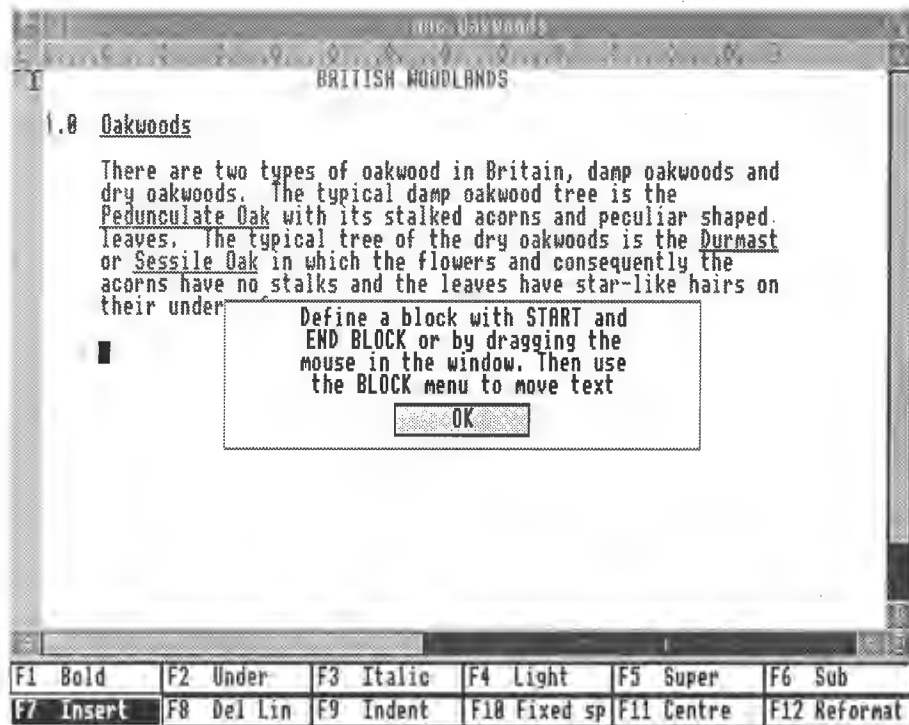 Oakwoods
BRITISH WOODLANDS
1.0 Oakwoods
There are two types of oakwood in Britain, damp oakwoods and
dry oakwoods. The typical damp oakwood tree is the
Pedunculate Oak with its stalked acorns and peculiar shaped
leaves. The typical tree of the dry oakwoods is the Durmast
or Sessile Oak in which the flowers and consequently the
acorns have no stalks and the leaves have star-like hairs on
their under
Define a block with START and
END BLOCK or by dragging the
mouse in the window. Then use
the BLOCK menu to move text
OK
F1 Bold F2 Under F3 Italic F4 Light F5 Super F6 Sub
F7 Insert F8 Del Lin F9 Indent F10 Fixed sp F11 Centre F12 Reformat